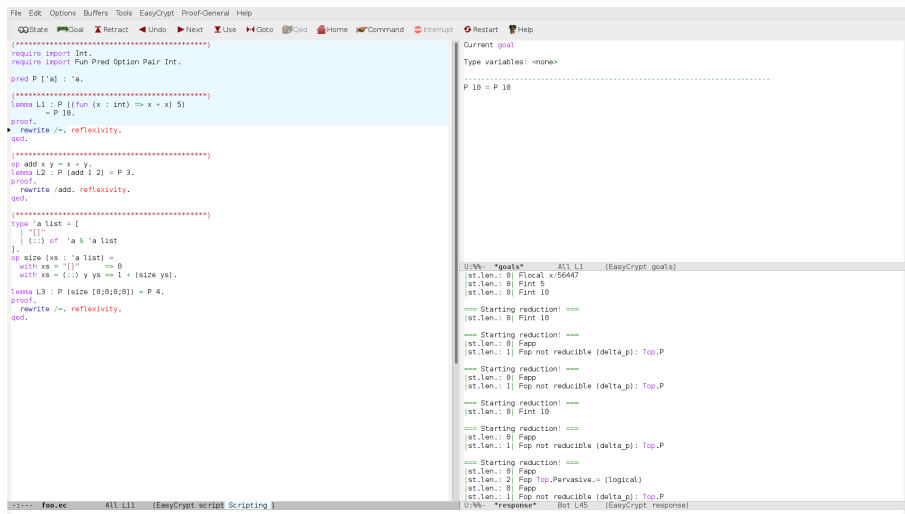 File Edit Options Buffers Tools EasyCrypt Proof-General Help
State Goal Retract Undo Next Use Goto Qed Home Command Interrupt Restart Help
(********************************************)
require import Int.
require import Fun Pred Option Pair Int.
pred P ['a] : 'a.
(********************************************)
lemma L1 : P ((fun (x : int) => x + x) 5)
= P 10.
proof.
rewrite /=. reflexivity.
qed.
(********************************************)
op add x y = x + y.
lemma L2 : P (add 1 2) = P 3.
proof.
rewrite /add. reflexivity.
qed.
(********************************************)
type 'a list = [
| "[]"
| (::) of 'a & 'a list
].
op size (xs : 'a list) =
with xs = "[]" => 0
with xs = (::) y ys => 1 + (size ys).
lemma L3 : P (size [0;0;0;0]) = P 4.
proof.
rewrite /=. reflexivity.
qed.
-:--- foo.ec All L11 (EasyCrypt script Scripting )
Current goal
Type variables: <none>
------------------------------------------------------------------------
P 10 = P 10
U:%%- *goals* All L1 (EasyCrypt goals)
|st.len.: 0| Flocal x/56447
|st.len.: 0| Fint 5
|st.len.: 0| Fint 10
=== Starting reduction! ===
|st.len.: 0| Fint 10
=== Starting reduction! ===
|st.len.: 0| Fapp
|st.len.: 1| Fop not reducible (delta_p): Top.P
=== Starting reduction! ===
|st.len.: 0| Fapp
|st.len.: 1| Fop not reducible (delta_p): Top.P
=== Starting reduction! ===
|st.len.: 0| Fint 10
=== Starting reduction! ===
|st.len.: 0| Fapp
|st.len.: 1| Fop not reducible (delta_p): Top.P
=== Starting reduction! ===
|st.len.: 0| Fapp
|st.len.: 2| Fop Top.Pervasive.= (logical)
|st.len.: 0| Fapp
|st.len.: 1| Fop not reducible (delta_p): Top.P
U:%%- *response* Bot L45 (EasyCrypt response)